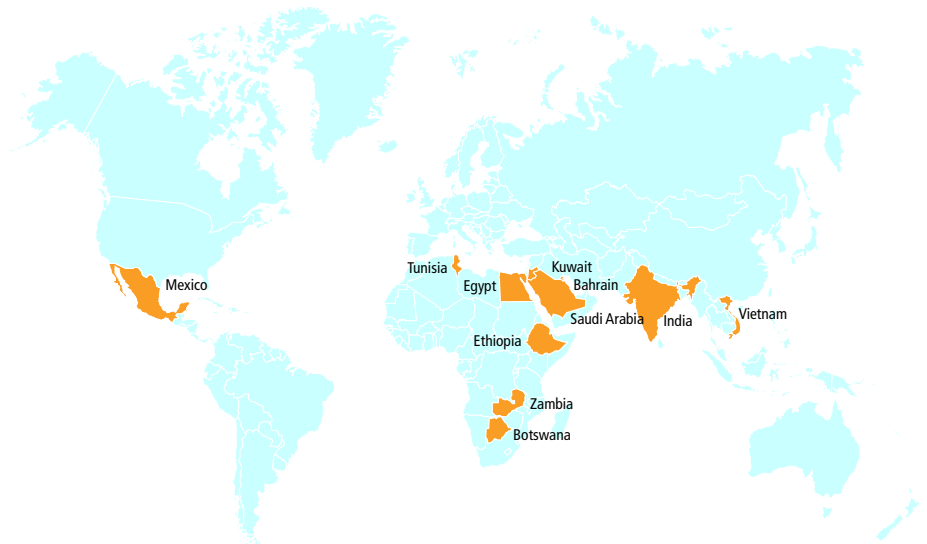 Tunisia
Kuwait
Mexico
Egypt
Bahrain
Vietnam
Saudi Arabia
India
Ethiopia
Zambia
Botswana